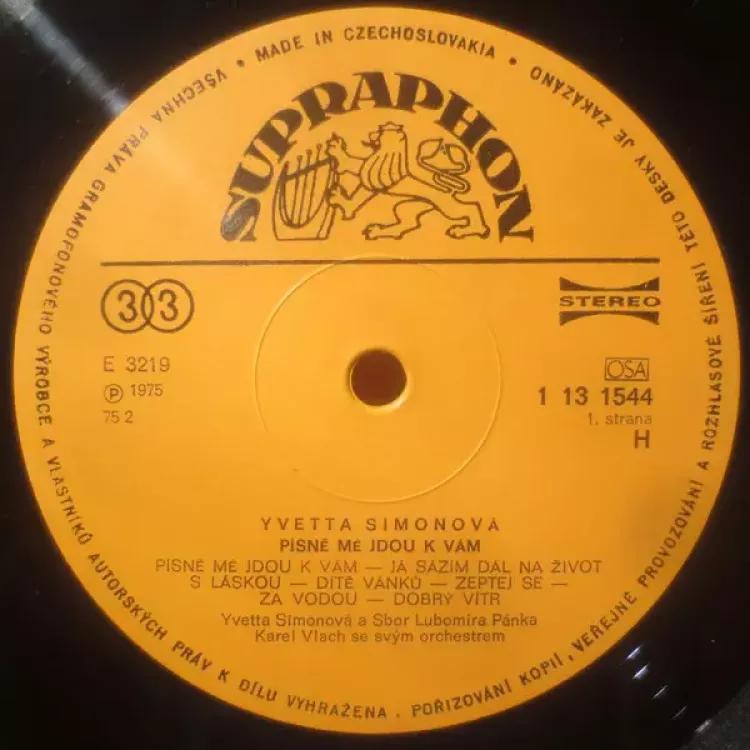 MADE IN CZECHOSLOVAKIA •
VŠECHNA PRÁVA GRAMOFONOVÉHO VÝROBCE A VLASTNÍKŮ AUTORSKÝCH PRÁV K DÍLU VYHRAŽENA. POŘIZOVÁNÍ KOPIÍ, VEŘEJNÉ PROVOZOVÁNÍ A ROZHLASOVÉ ŠÍŘENÍ TÉTO DESKY JE ZAKÁZÁNO •
SUPRAPHON
33
STEREO
E 3219
Ⓟ 1975
75 2
OSA
1 13 1544
1. strana
H
YVETTA SIMONOVÁ
PÍSNĚ MÉ JDOU K VÁM
PÍSNĚ MÉ JDOU K VÁM — JÁ SÁZÍM DÁL NA ŽIVOT
S LÁSKOU — DÍTĚ VÁNKŮ — ZEPTEJ SE —
ZA VODOU — DOBRÝ VÍTR
Yvetta Simonová a Sbor Lubomíra Pánka
Karel Vlach se svým orchestrem